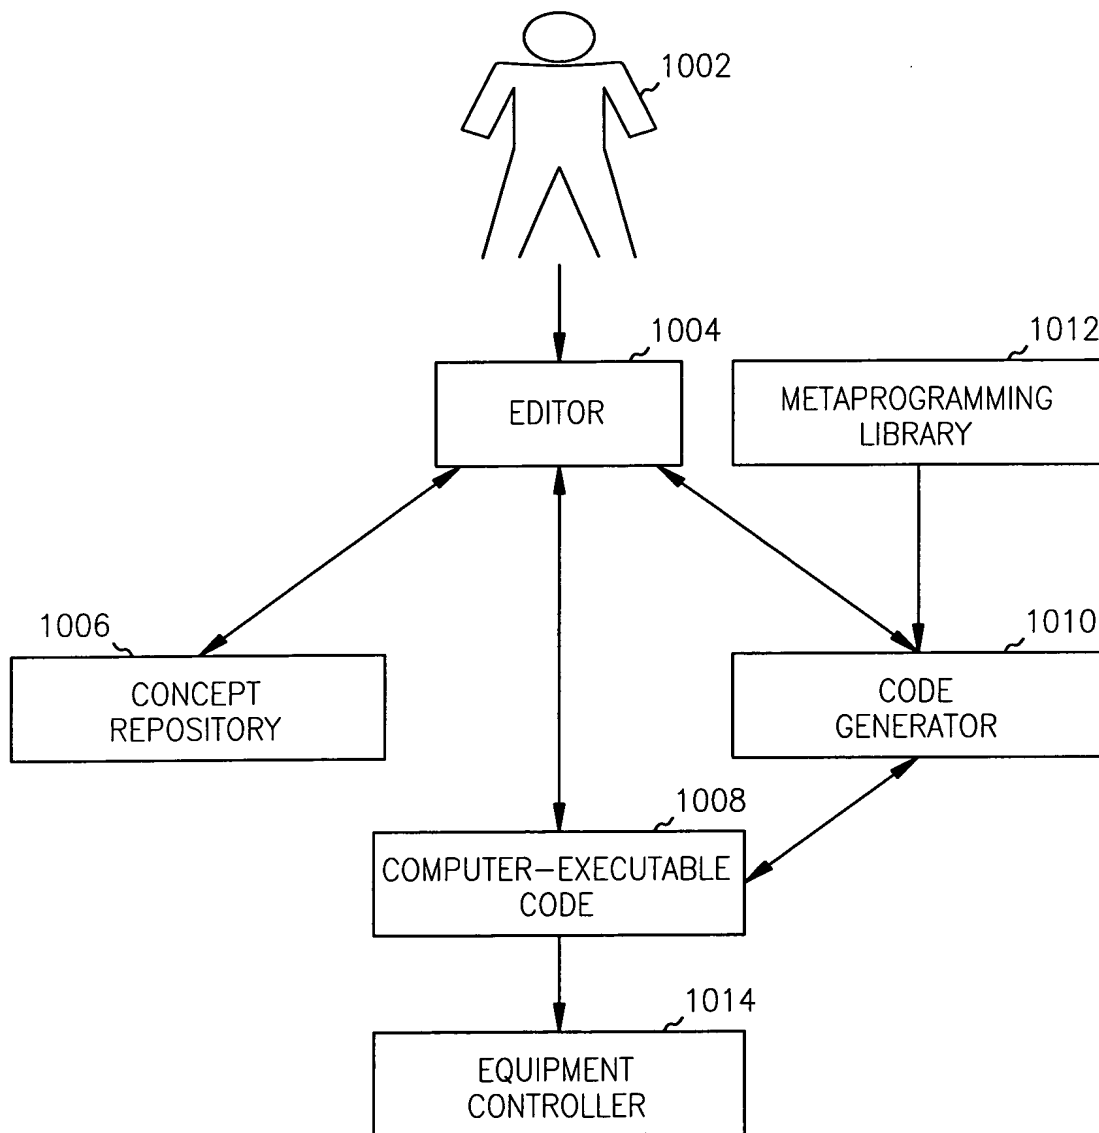 1002
1004
EDITOR
1012
METAPROGRAMMING
LIBRARY
1006
CONCEPT
REPOSITORY
1010
CODE
GENERATOR
1008
COMPUTER-EXECUTABLE
CODE
1014
EQUIPMENT
CONTROLLER